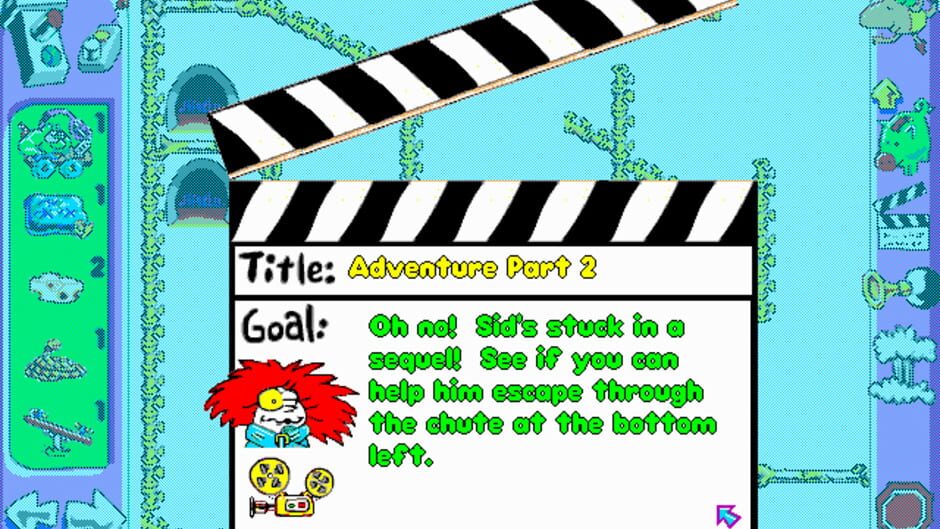 1
1
2
1
1
Title: Adventure Part 2
Goal: Oh no! Sid's stuck in a
sequel! See if you can
help him escape through
the chute at the bottom
left.